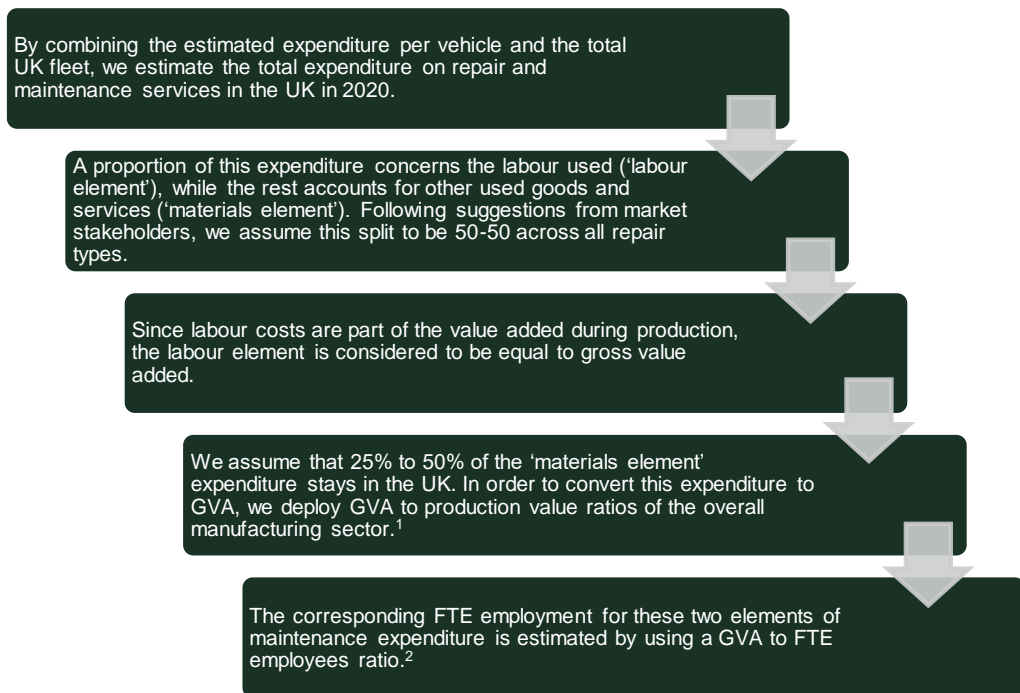 By combining the estimated expenditure per vehicle and the total
UK fleet, we estimate the total expenditure on repair and
maintenance services in the UK in 2020.
A proportion of this expenditure concerns the labour used (‘labour
element’), while the rest accounts for other used goods and
services (‘materials element’). Following suggestions from market
stakeholders, we assume this split to be 50-50 across all repair
types.
Since labour costs are part of the value added during production,
the labour element is considered to be equal to gross value
added.
We assume that 25% to 50% of the ‘materials element’
expenditure stays in the UK. In order to convert this expenditure to
GVA, we deploy GVA to production value ratios of the overall
manufacturing sector.¹
The corresponding FTE employment for these two elements of
maintenance expenditure is estimated by using a GVA to FTE
employees ratio.²